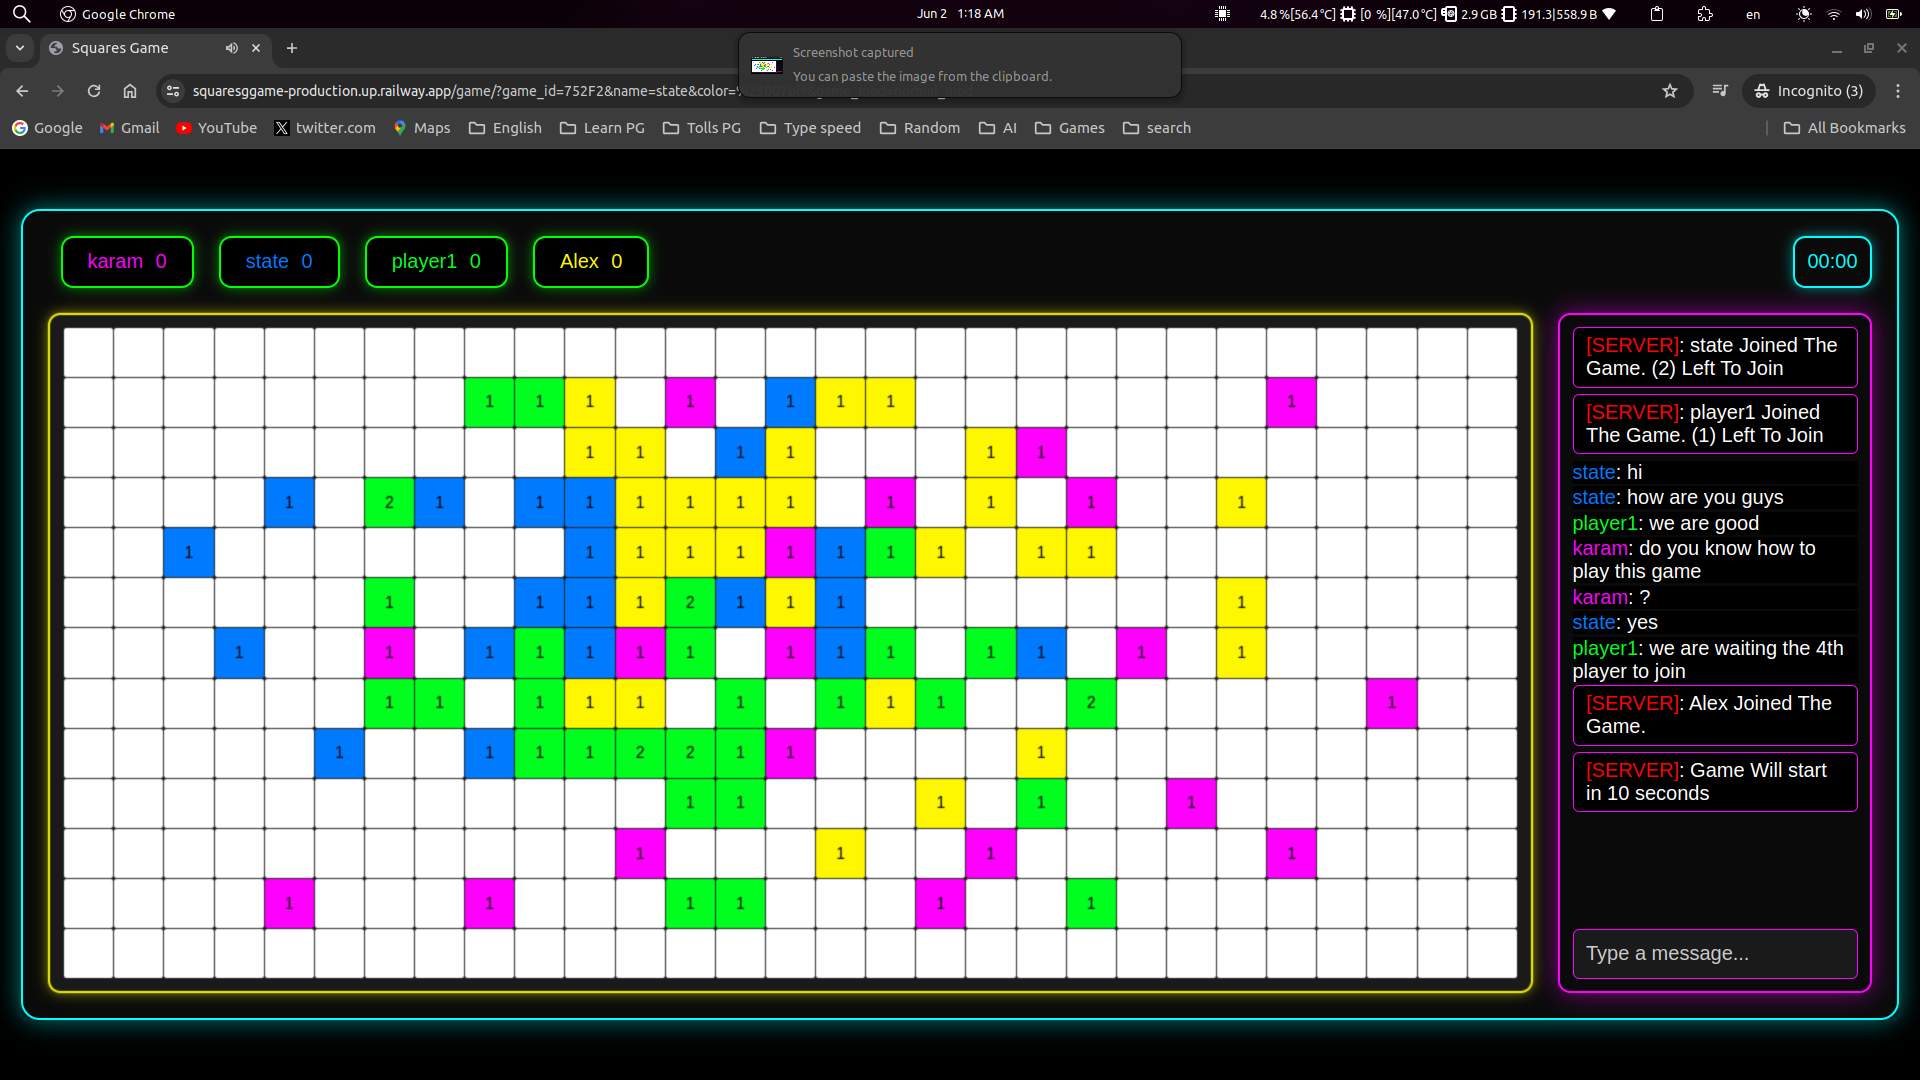 Google Chrome
Jun 2 1:18 AM
4.8 %[56.4 °C] [0 %][47.0 °C] 2.9 GB 191.3|558.9 B
en
Squares Game
Screenshot captured
You can paste the image from the clipboard.
squaresggame-production.up.railway.app/game/?game_id=752F2&name=state&color=
Incognito (3)
Google Gmail YouTube twitter.com Maps English Learn PG Tolls PG Type speed Random AI Games search All Bookmarks
karam 0 state 0 player1 0 Alex 0 00:00
1 1 1 1 1 1 1 1
1 1 1 1 1 1
1 2 1 1 1 1 1 1 1 1 1 1 1
1 1 1 1 1 1 1 1 1 1 1
1 1 1 1 2 1 1 1 1
1 1 1 1 1 1 1 1 1 1 1 1 1 1
1 1 1 1 1 1 1 1 1 2 1
1 1 1 1 2 2 1 1 1
1 1 1 1 1
1 1 1 1
1 1 1 1 1 1
[SERVER]: state Joined The
Game. (2) Left To Join
[SERVER]: player1 Joined
The Game. (1) Left To Join
state: hi
state: how are you guys
player1: we are good
karam: do you know how to
play this game
karam: ?
state: yes
player1: we are waiting the 4th
player to join
[SERVER]: Alex Joined The
Game.
[SERVER]: Game Will start
in 10 seconds
Type a message...